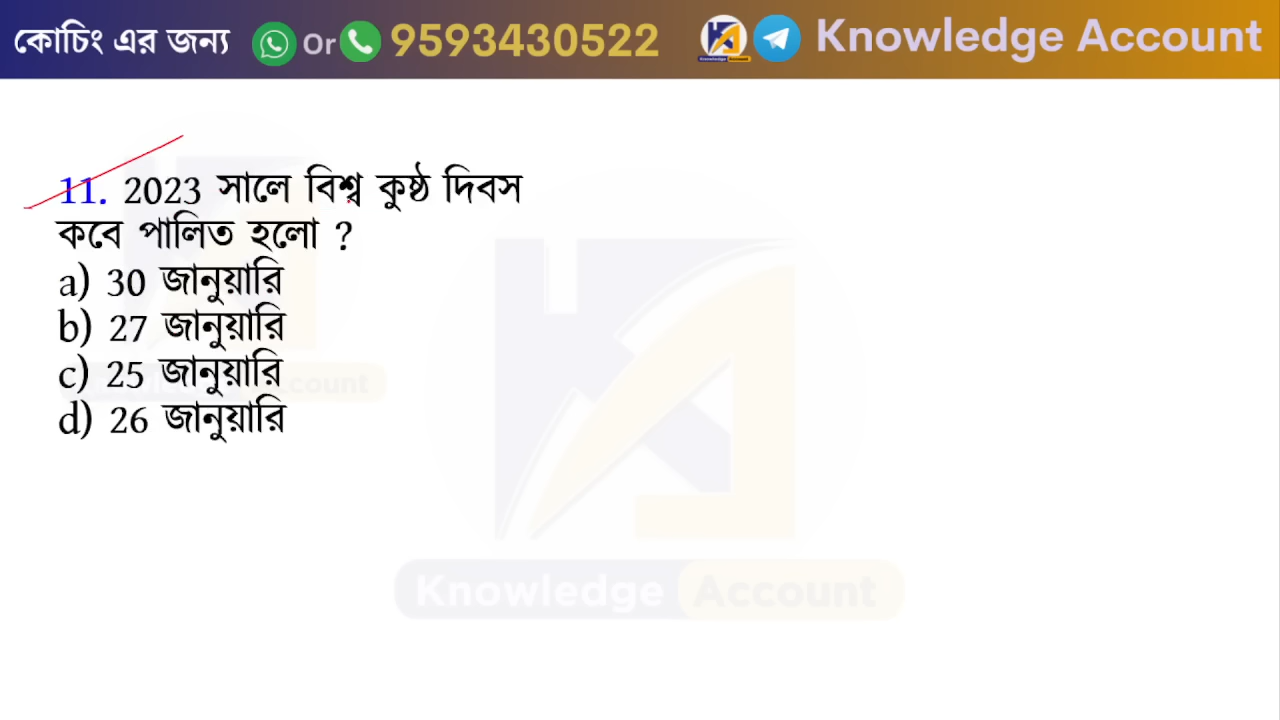 কোচিং এর জন্য Or 9593430522 Knowledge Account
11. 2023 সালে বিশ্ব কুষ্ঠ দিবস
কবে পালিত হলো ?
a) 30 জানুয়ারি
b) 27 জানুয়ারি
c) 25 জানুয়ারি
d) 26 জানুয়ারি
Knowledge Account